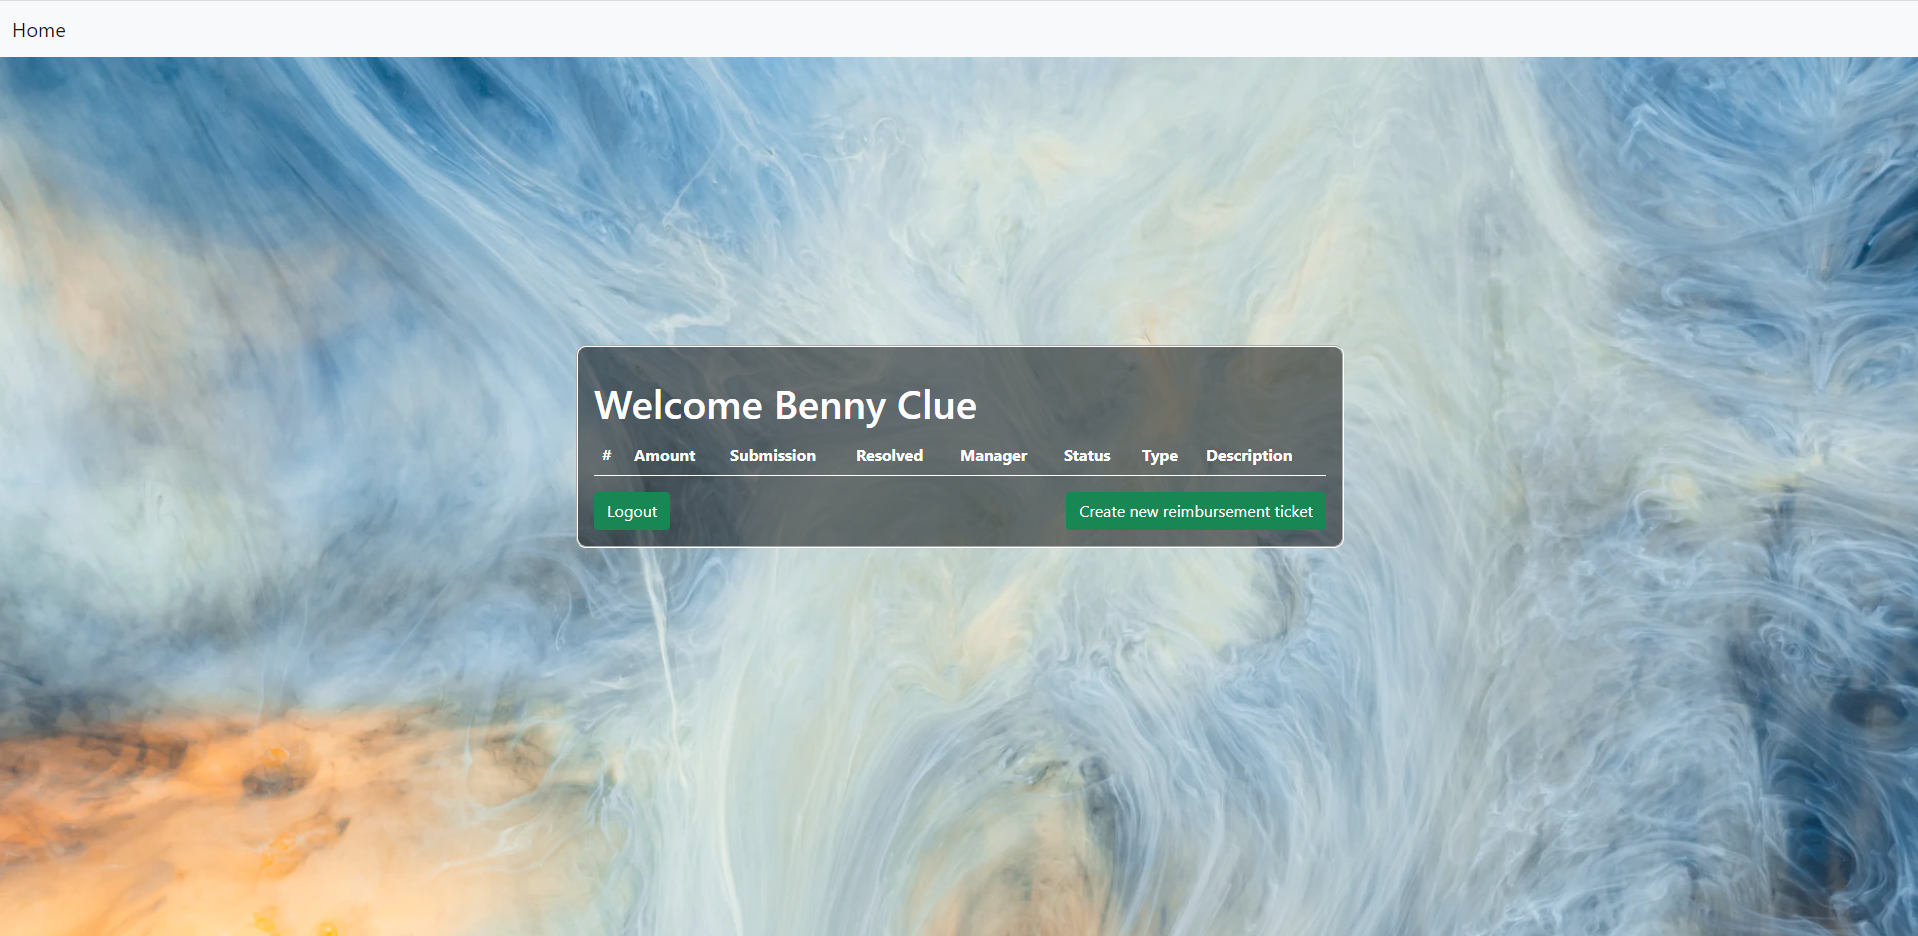 Home
Welcome Benny Clue
# Amount Submission Resolved Manager Status Type Description
Logout Create new reimbursement ticket